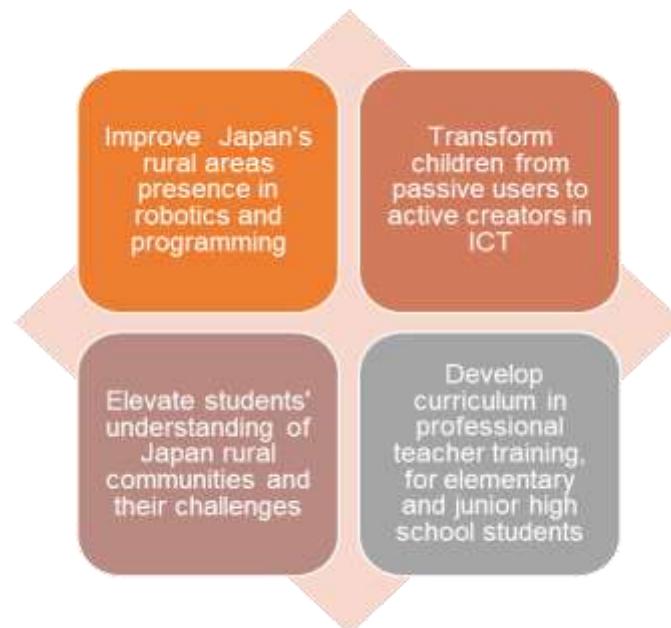 Improve Japan's
rural areas
presence in
robotics and
programming
Transform
children from
passive users to
active creators in
ICT
Elevate students'
understanding of
Japan rural
communities and
their challenges
Develop
curriculum in
professional
teacher training,
for elementary
and junior high
school students